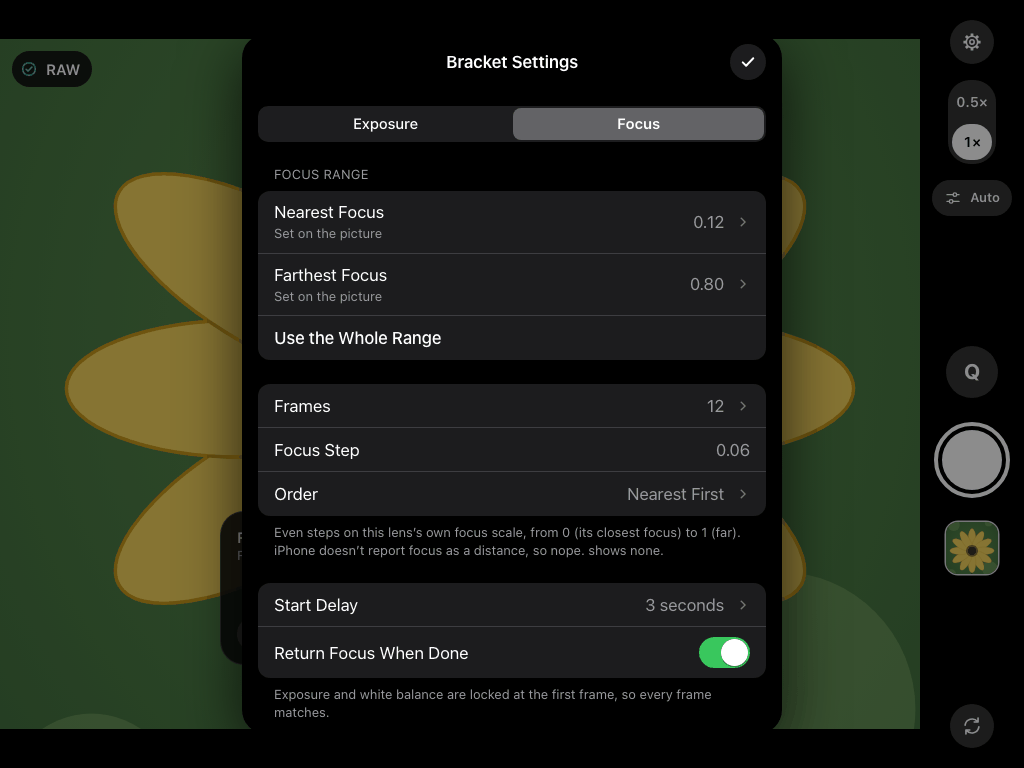 RAW
Bracket Settings
Exposure
Focus
FOCUS RANGE
Nearest Focus
Set on the picture
0.12
Farthest Focus
Set on the picture
0.80
Use the Whole Range
Frames
12
Focus Step
0.06
Order
Nearest First
Even steps on this lens’s own focus scale, from 0 (its closest focus) to 1 (far).
iPhone doesn’t report focus as a distance, so nope. shows none.
Start Delay
3 seconds
Return Focus When Done
Exposure and white balance are locked at the first frame, so every frame
matches.
0.5×
1×
Auto
Q